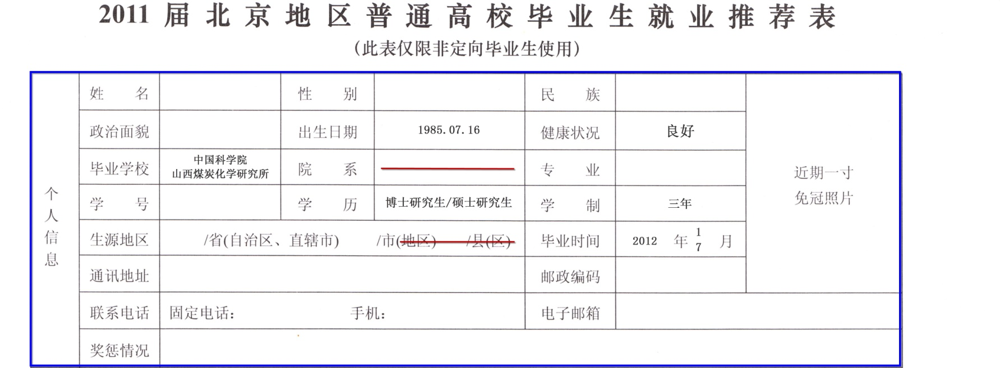 2011 届北京地区普通高校毕业生就业推荐表
(此表仅限非定向毕业生使用)
个人信息
姓 名 性 别 民 族
政治面貌 出生日期 1985.07.16 健康状况 良好
毕业学校 中国科学院
山西煤炭化学研究所 院 系 专 业
近期一寸
免冠照片
学 号 学 历 博士研究生/硕士研究生 学 制 三年
生源地区 /省(自治区、直辖市) /市(地区) /县(区) 毕业时间 2012 年 1
7 月
通讯地址 邮政编码
联系电话 固定电话: 手机: 电子邮箱
奖惩情况